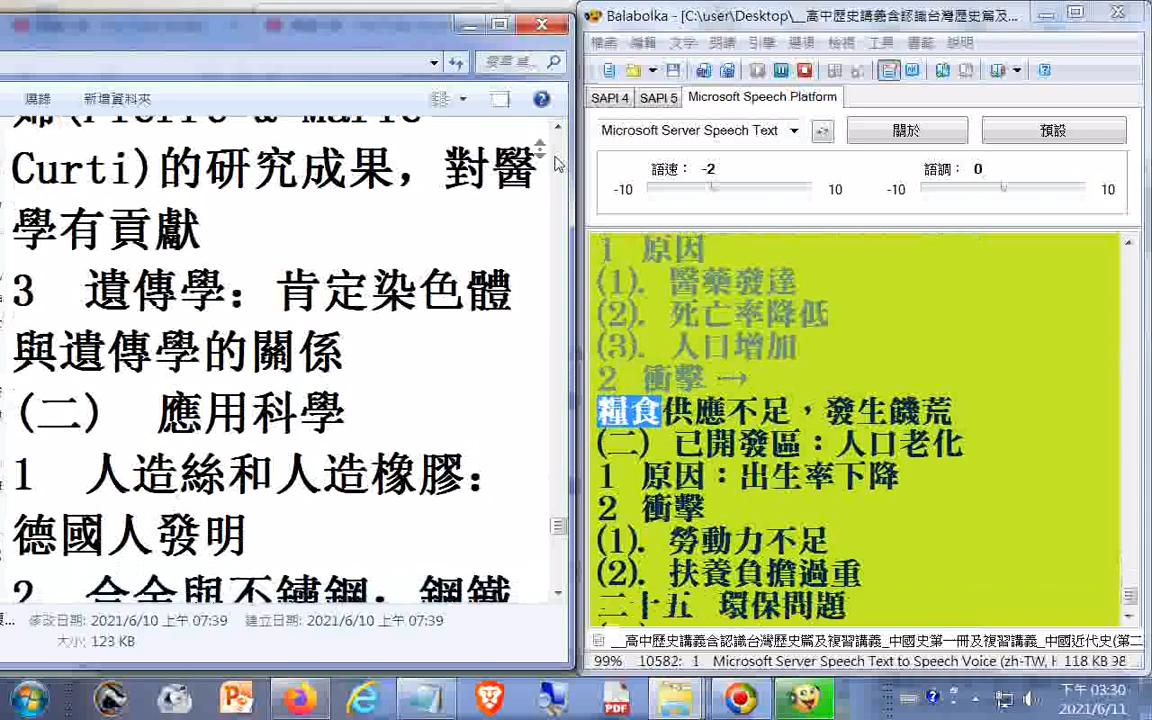 搜尋 桌...
燒錄 新增資料夾
婦(Pierre & Marie
Curti)的研究成果，對醫
學有貢獻
3 遺傳學：肯定染色體
與遺傳學的關係
(二) 應用科學
1 人造絲和人造橡膠：
德國人發明
2 合金與不鏽鋼，鋼鐵
修改日期: 2021/6/10 上午 07:39 建立日期: 2021/6/10 上午 07:39
大小: 123 KB
Balabolka - [C:\user\Desktop\__高中歷史講義含認識台灣歷史篇及...
檔案 編輯 文字 朗讀 引擎 選項 檢視 工具 書籤 說明
SAPI 4 SAPI 5 Microsoft Speech Platform
Microsoft Server Speech Text 關於 預設
語速： -2 語調： 0
-10 10 -10 10
1 原因
(1). 醫藥發達
(2). 死亡率降低
(3). 人口增加
2 衝擊→
糧食供應不足，發生饑荒
(二) 已開發區：人口老化
1 原因：出生率下降
2 衝擊
(1). 勞動力不足
(2). 扶養負擔過重
二十五 環保問題
__高中歷史講義含認識台灣歷史篇及複習講義_中國史第一冊及複習講義_中國近代史(第二
99% 10582: 1 Microsoft Server Speech Text to Speech Voice (zh-TW, H 118 KB 98
下午 03:30
2021/6/11